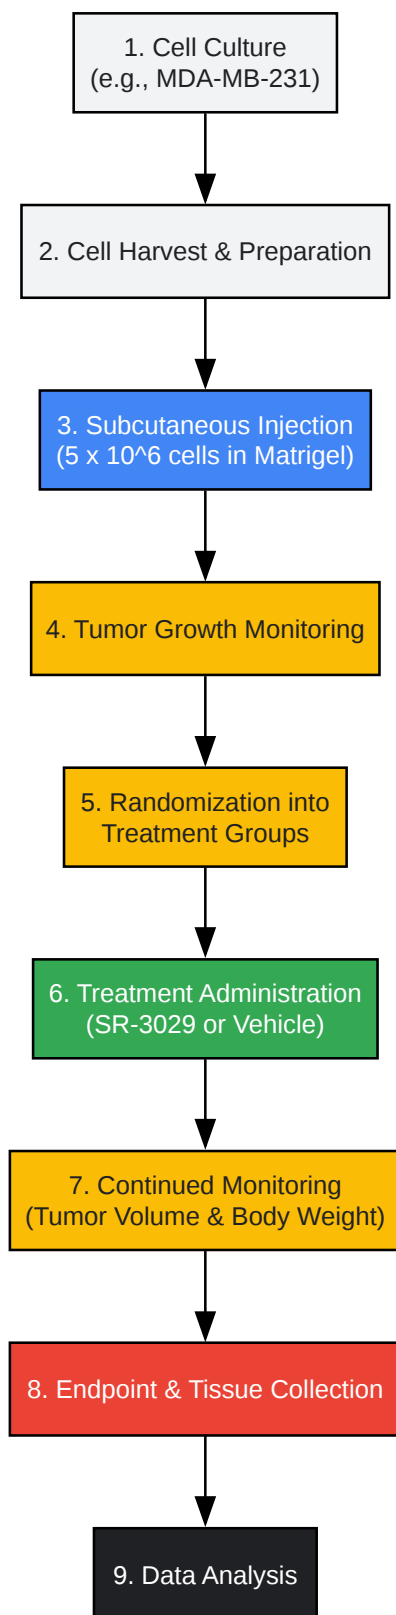 1. Cell Culture
(e.g., MDA-MB-231)
2. Cell Harvest & Preparation
3. Subcutaneous Injection
(5 x 10^6 cells in Matrigel)
4. Tumor Growth Monitoring
5. Randomization into
Treatment Groups
6. Treatment Administration
(SR-3029 or Vehicle)
7. Continued Monitoring
(Tumor Volume & Body Weight)
8. Endpoint & Tissue Collection
9. Data Analysis